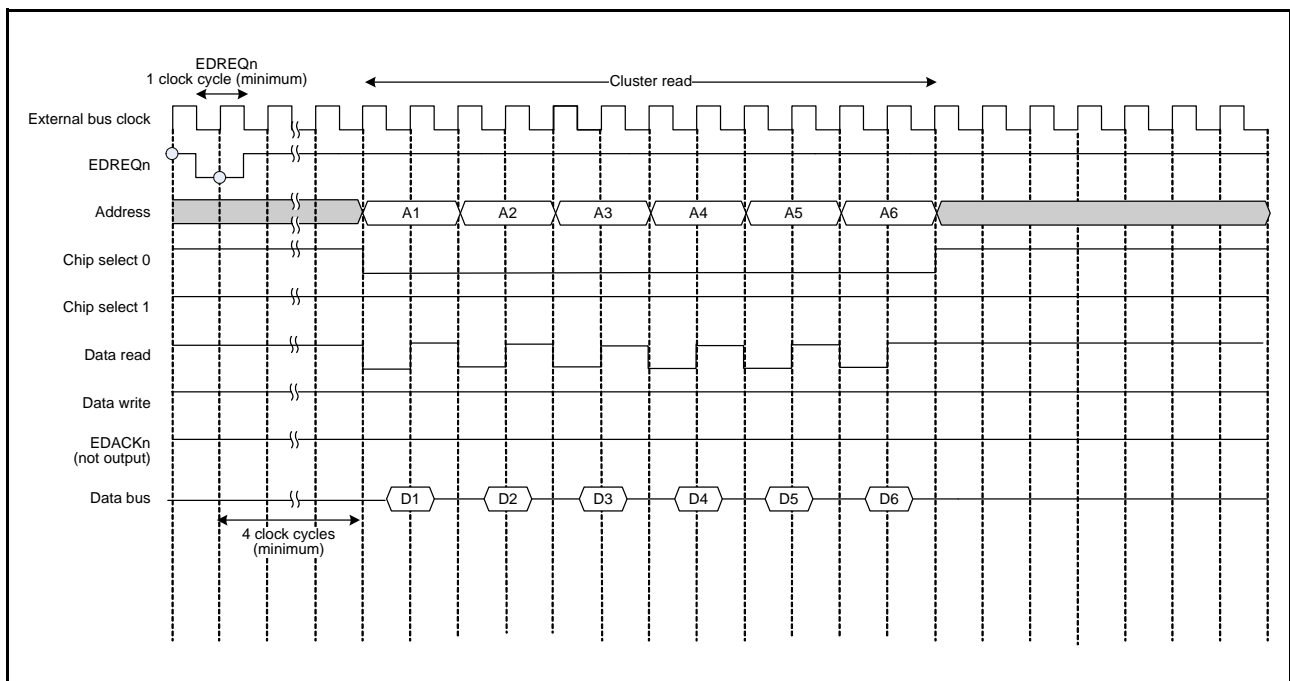 EDREQn
1 clock cycle (minimum)
Cluster read
External bus clock
EDREQn
Address
A1 A2 A3 A4 A5 A6
Chip select 0
Chip select 1
Data read
Data write
EDACKn
(not output)
Data bus
D1 D2 D3 D4 D5 D6
4 clock cycles
(minimum)